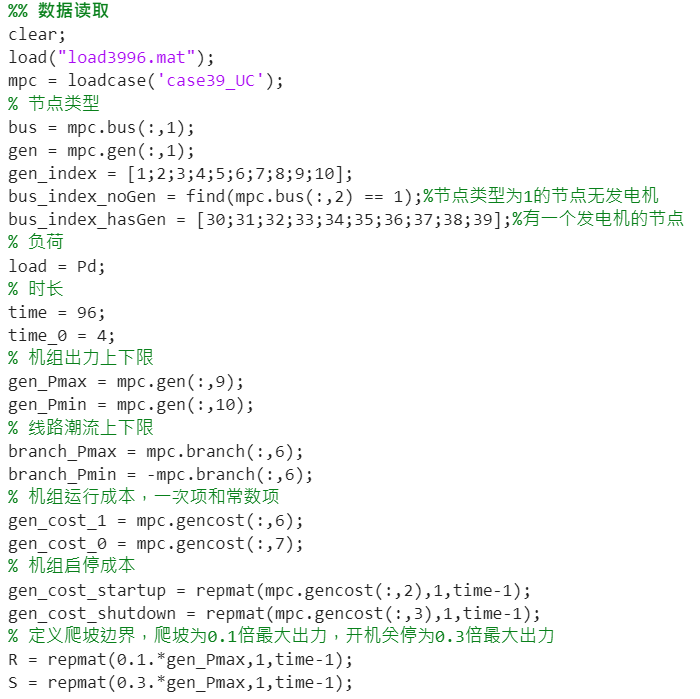 %% 数据读取
clear;
load("load3996.mat");
mpc = loadcase('case39_UC');
% 节点类型
bus = mpc.bus(:,1);
gen = mpc.gen(:,1);
gen_index = [1;2;3;4;5;6;7;8;9;10];
bus_index_noGen = find(mpc.bus(:,2) == 1);%节点类型为1的节点无发电机
bus_index_hasGen = [30;31;32;33;34;35;36;37;38;39];%有一个发电机的节点
% 负荷
load = Pd;
% 时长
time = 96;
time_0 = 4;
% 机组出力上下限
gen_Pmax = mpc.gen(:,9);
gen_Pmin = mpc.gen(:,10);
% 线路潮流上下限
branch_Pmax = mpc.branch(:,6);
branch_Pmin = -mpc.branch(:,6);
% 机组运行成本，一次项和常数项
gen_cost_1 = mpc.gencost(:,6);
gen_cost_0 = mpc.gencost(:,7);
% 机组启停成本
gen_cost_startup = repmat(mpc.gencost(:,2),1,time-1);
gen_cost_shutdown = repmat(mpc.gencost(:,3),1,time-1);
% 定义爬坡边界，爬坡为0.1倍最大出力，开机关停为0.3倍最大出力
R = repmat(0.1.*gen_Pmax,1,time-1);
S = repmat(0.3.*gen_Pmax,1,time-1);